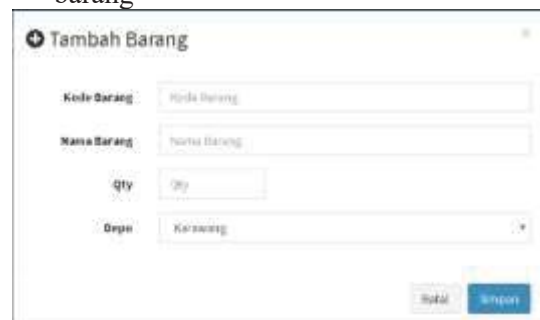 barang
Tambah Barang
×
Kode Barang Kode Barang
Nama Barang Nama Barang
Qty Qty
Depo Karawang
Batal Simpan